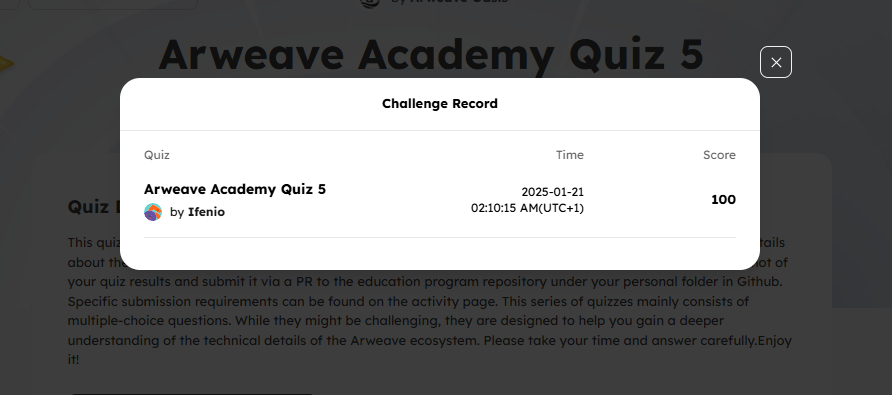 by Arweave Oasis
Arweave Academy Quiz 5
Challenge Record
Quiz
Time
Score
Arweave Academy Quiz 5
by Ifenio
2025-01-21
02:10:15 AM(UTC+1)
100
Quiz
This quiz
tails
about the
not of
your quiz results and submit it via a PR to the education program repository under your personal folder in Github.
Specific submission requirements can be found on the activity page. This series of quizzes mainly consists of
multiple-choice questions. While they might be challenging, they are designed to help you gain a deeper
understanding of the technical details of the Arweave ecosystem. Please take your time and answer carefully.Enjoy
it!